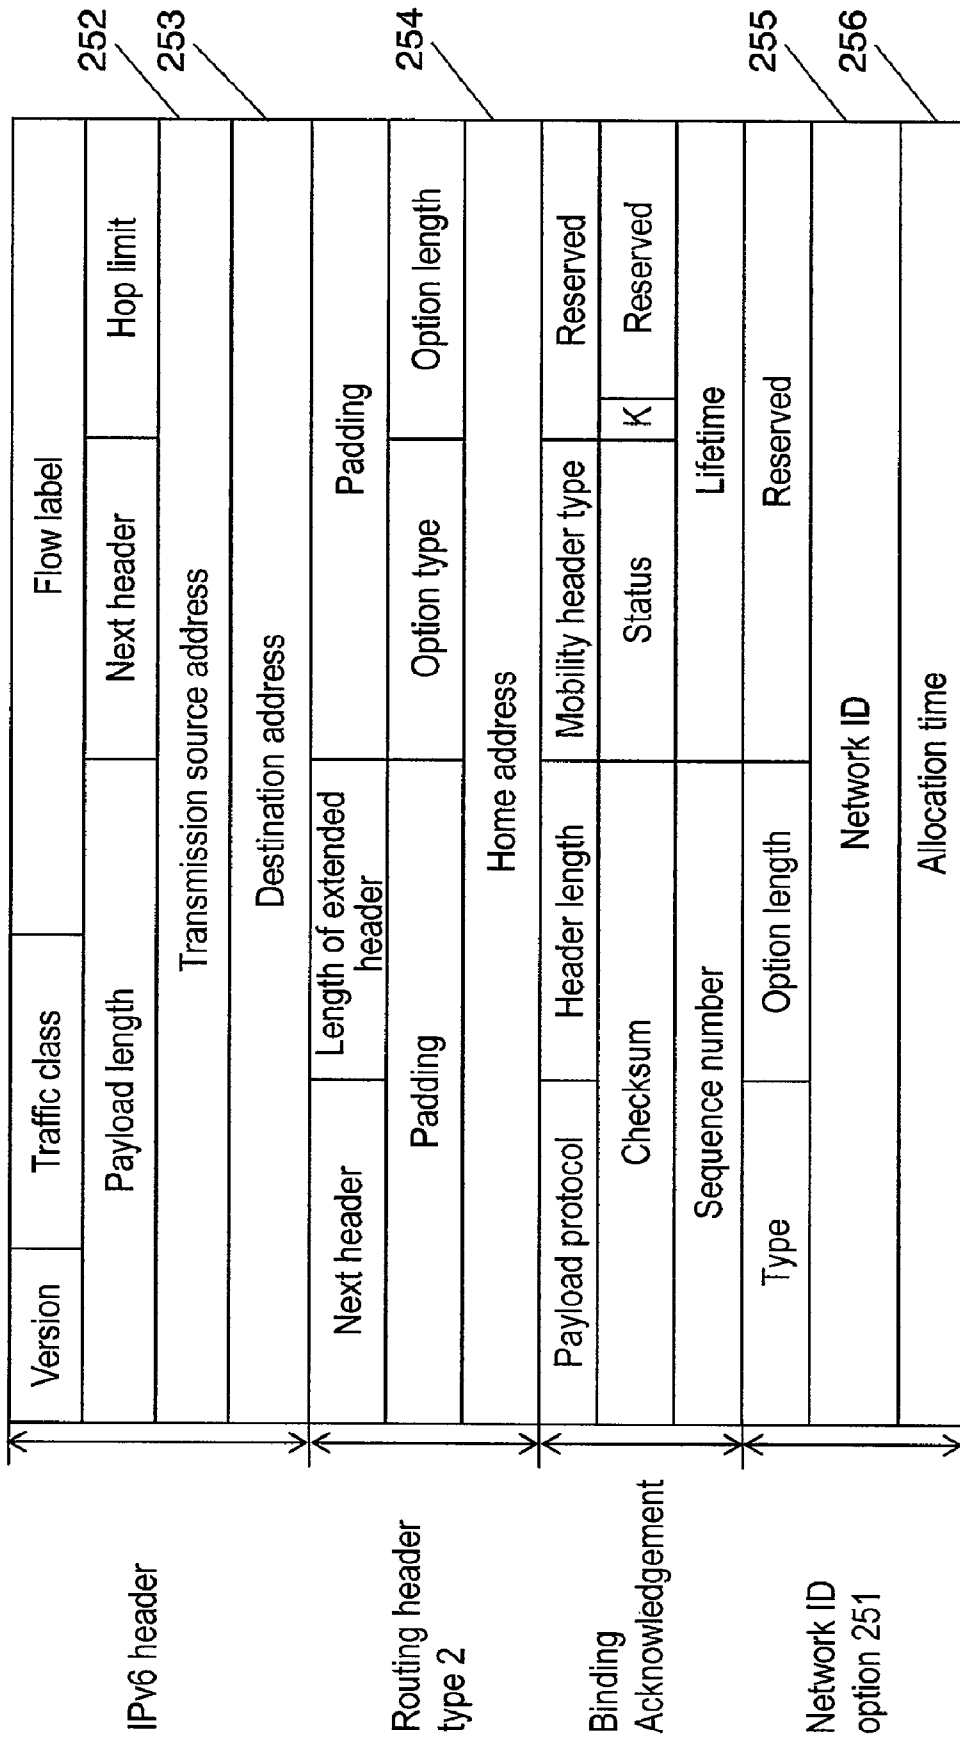 IPv6 header
Version
Traffic class
Flow label
Payload length
Next header
Hop limit
Transmission source address
252
Destination address
253
Routing header
type 2
Next header
Length of extended
header
Padding
Padding
Option type
Option length
Home address
254
Binding
Acknowledgement
Payload protocol
Header length
Mobility header type
Reserved
Checksum
Status
K
Reserved
Sequence number
Lifetime
Network ID
option 251
Type
Option length
Reserved
Network ID
255
Allocation time
256